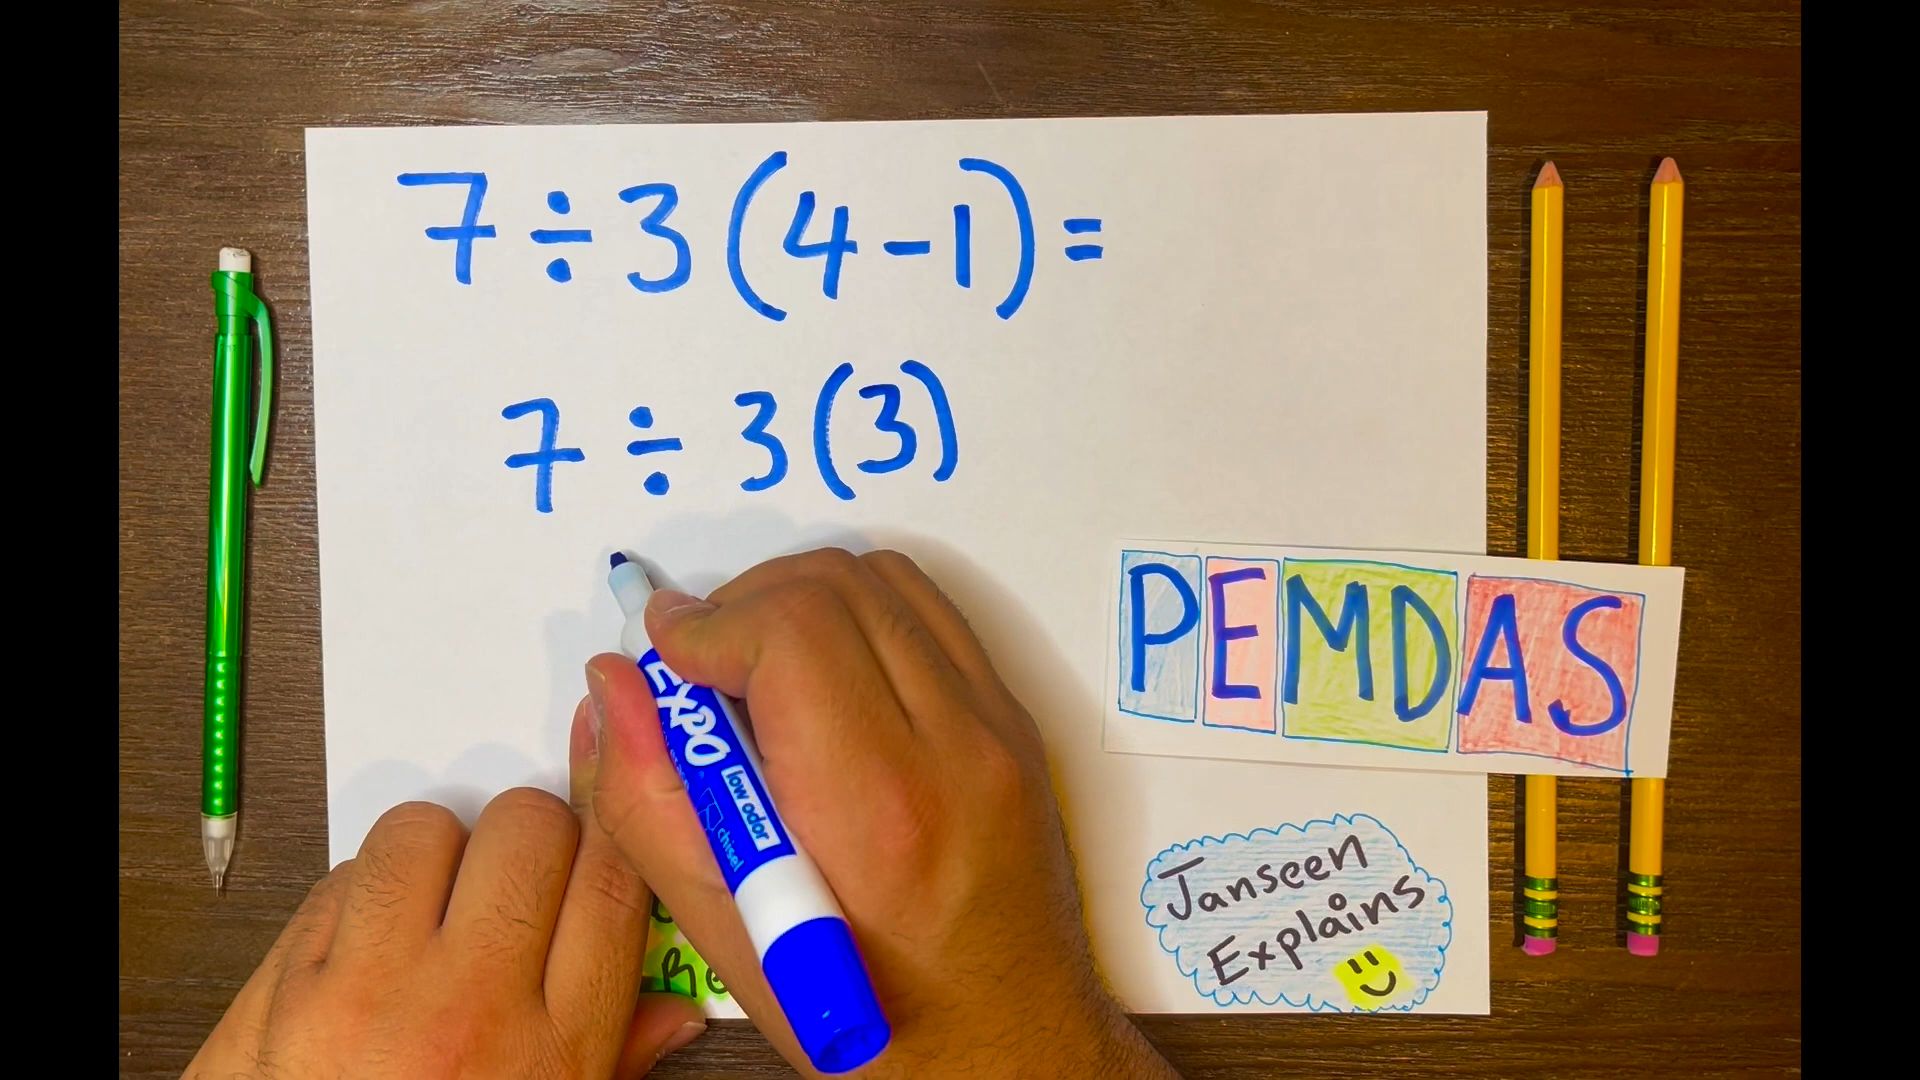 7 ÷ 3 (4 - 1) =
7 ÷ 3 (3)
PEMDAS
Janseen
Explains
EXPO
low odor
chisel